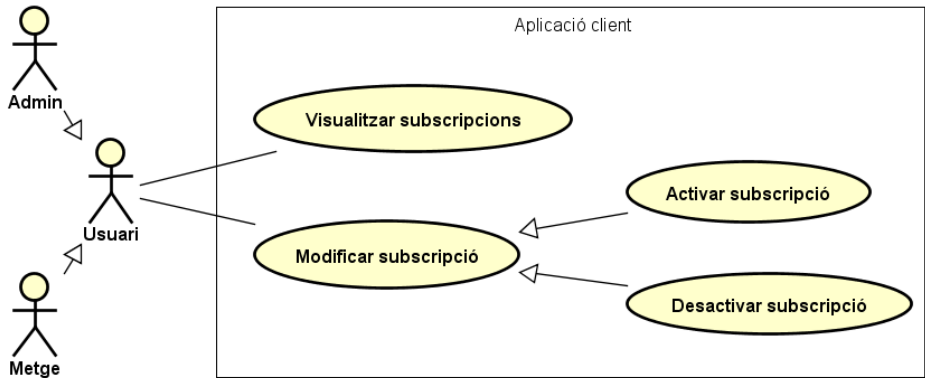 Aplicació client
Admin
Visualitzar subscripcions
Usuari
Activar subscripció
Modificar subscripció
Desactivar subscripció
Metge